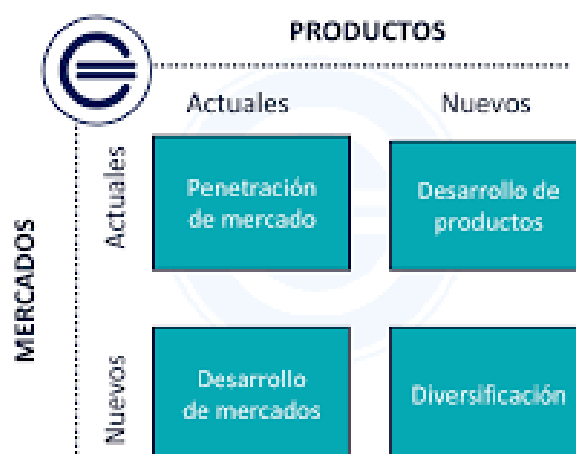 PRODUCTOS
Actuales
Nuevos
MERCADOS
Actuales
Penetración
de mercado
Desarrollo de
productos
Nuevos
Desarrollo
de mercados
Diversificación